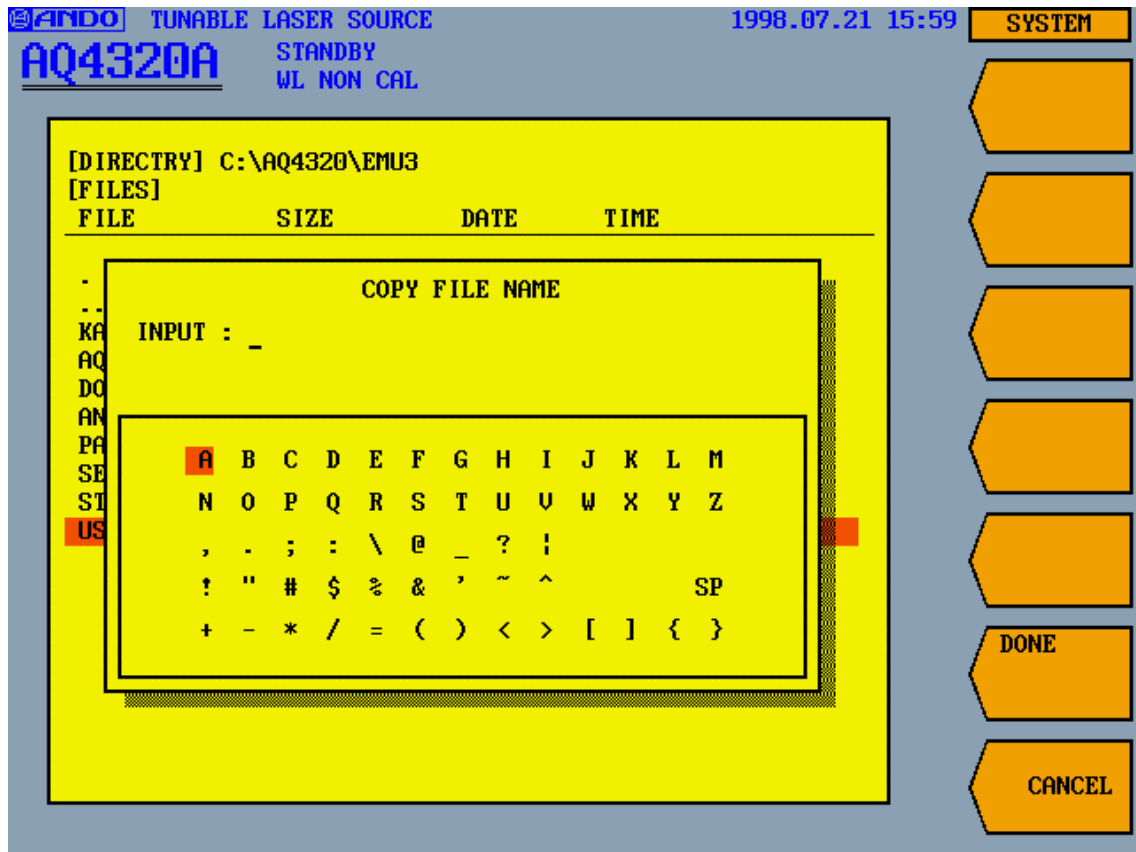 ANDO TUNABLE LASER SOURCE 1998.07.21 15:59 SYSTEM
AQ4320A STANDBY
WL NON CAL
[DIRECTRY] C:\AQ4320\EMU3
[FILES]
FILE SIZE DATE TIME
.
..
COPY FILE NAME
KA INPUT : _
AQ
DO
AN
PA
SE
ST
US
A B C D E F G H I J K L M
N O P Q R S T U V W X Y Z
, . ; : \ @ _ ? ¦
! " # $ % & ' ~ ^ SP
+ - * / = ( ) < > [ ] { }
DONE
CANCEL